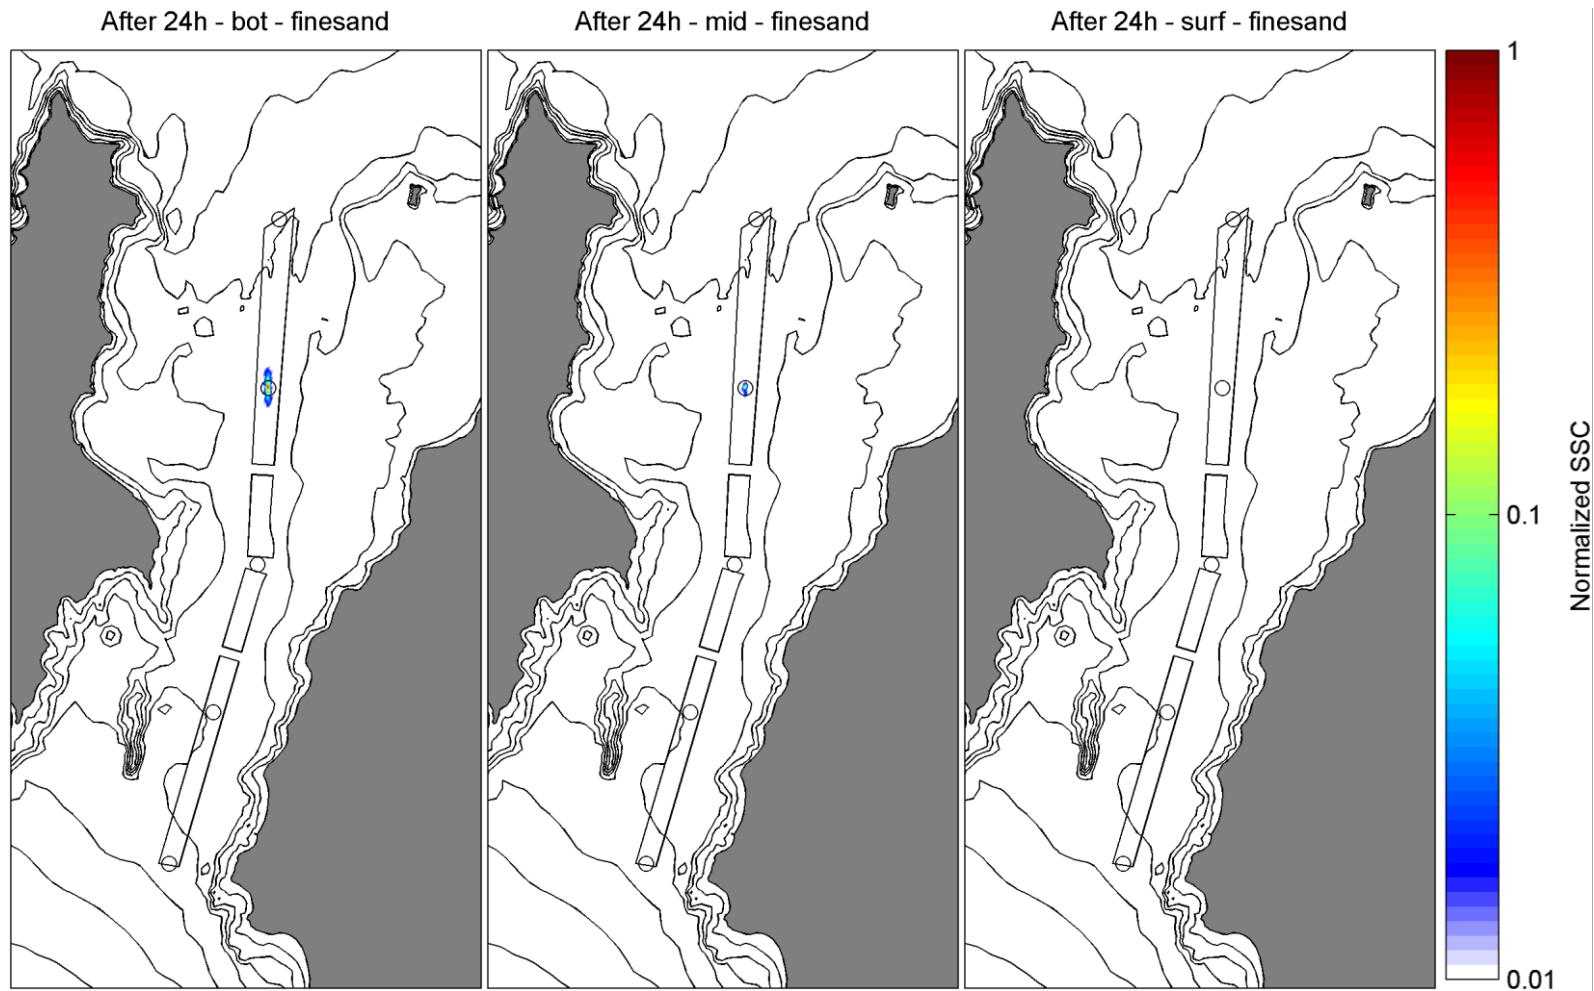 After 24h - bot - finesand
After 24h - mid - finesand
After 24h - surf - finesand
1
0.1
0.01
Normalized SSC